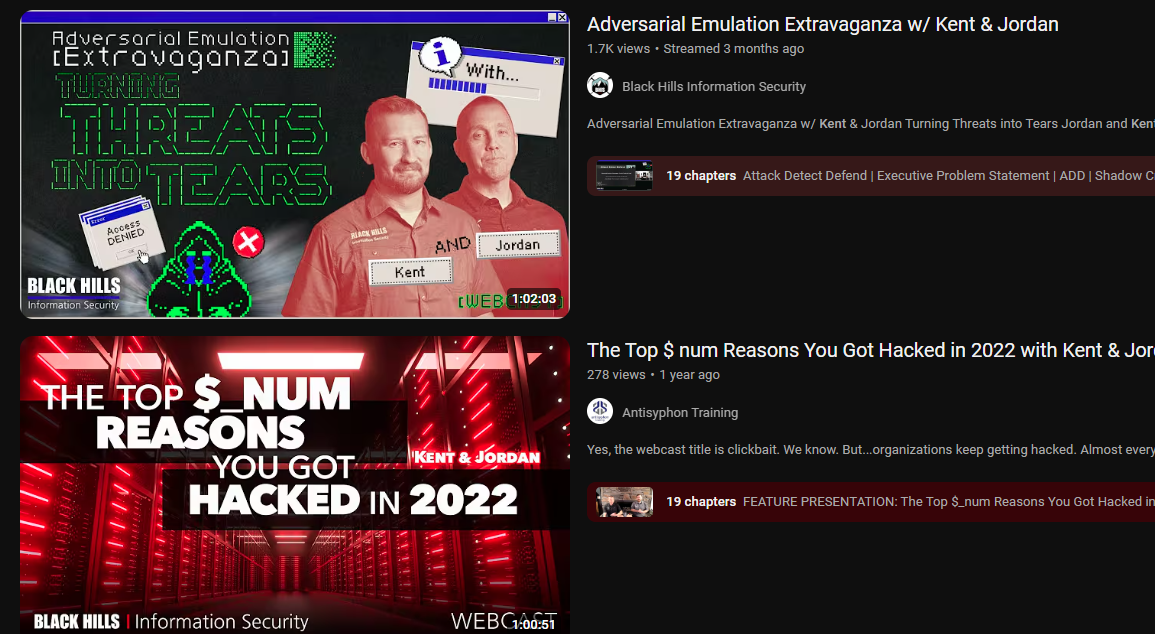 Adversarial Emulation
[Extravaganza]
TURNING
THREATS
INTO TEARS
With...
Error
Access
DENIED
BLACK HILLS
Information Security
BLACK HILLS
Information Security
Kent
AND
Jordan
[WEB
1:02:03
Adversarial Emulation Extravaganza w/ Kent & Jordan
1.7K views • Streamed 3 months ago
Black Hills Information Security
Adversarial Emulation Extravaganza w/ Kent & Jordan Turning Threats into Tears Jordan and Kent
19 chapters Attack Detect Defend | Executive Problem Statement | ADD | Shadow C
THE TOP $_NUM
REASONS
YOU GOT
HACKED IN 2022
KENT & JORDAN
BLACK HILLS | Information Security
WEBCAST
1:00:51
The Top $ num Reasons You Got Hacked in 2022 with Kent & Jor
278 views • 1 year ago
Antisyphon Training
Yes, the webcast title is clickbait. We know. But...organizations keep getting hacked. Almost every
19 chapters FEATURE PRESENTATION: The Top $_num Reasons You Got Hacked in